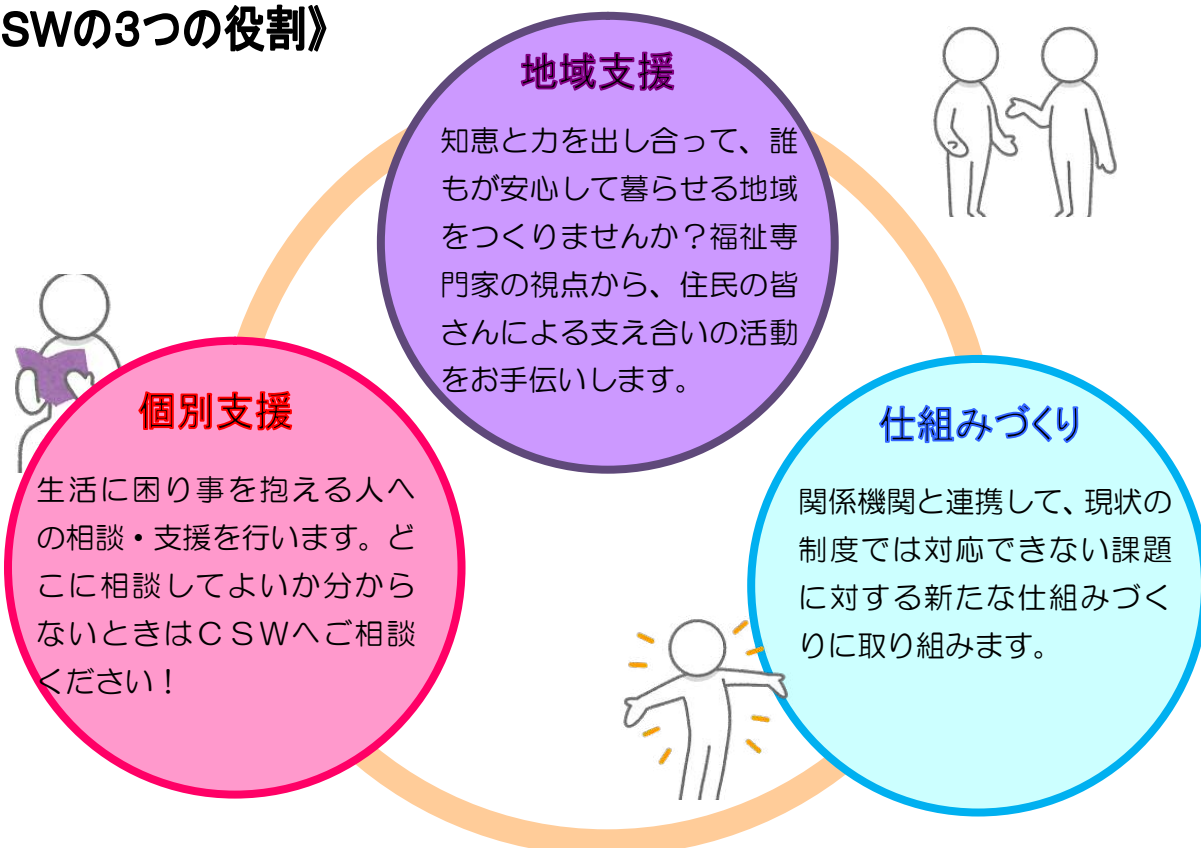 SWの3つの役割》
地域支援
知恵と力を出し合って、誰
もが安心して暮らせる地域
をつくりませんか？福祉専
門家の視点から、住民の皆
さんによる支え合いの活動
をお手伝いします。
個別支援
生活に困り事を抱える人へ
の相談・支援を行います。ど
こに相談してよいか分から
ないときはＣＳＷへご相談
ください！
仕組みづくり
関係機関と連携して、現状の
制度では対応できない課題
に対する新たな仕組みづく
りに取り組みます。